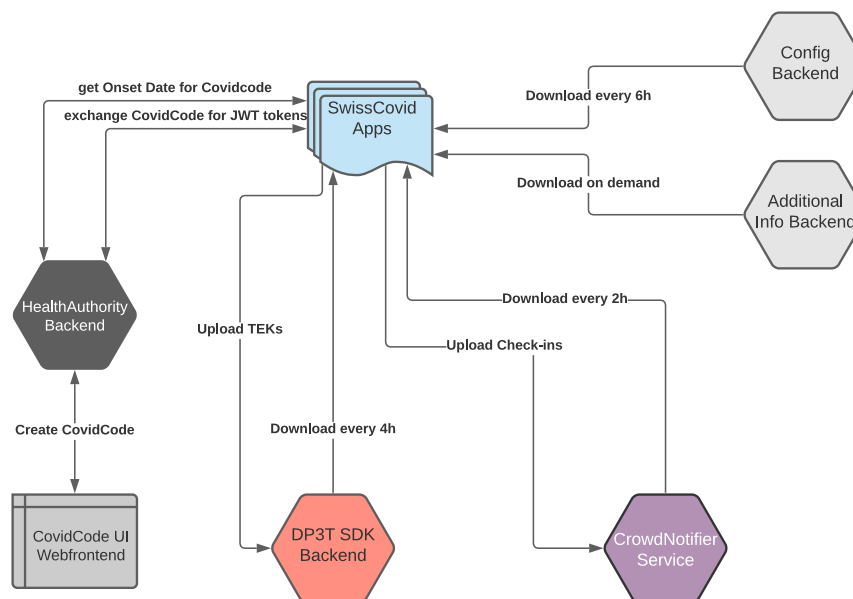 Config
Backend
get Onset Date for Covidcode
Download every 6h
exchange CovidCode for JWT tokens
SwissCovid
Apps
Download on demand
Additional
Info Backend
HealthAuthority
Backend
Download every 2h
Upload TEKs
Upload Check-ins
Create CovidCode
Download every 4h
CovidCode UI
Webfrontend
DP3T SDK
Backend
CrowdNotifier
Service